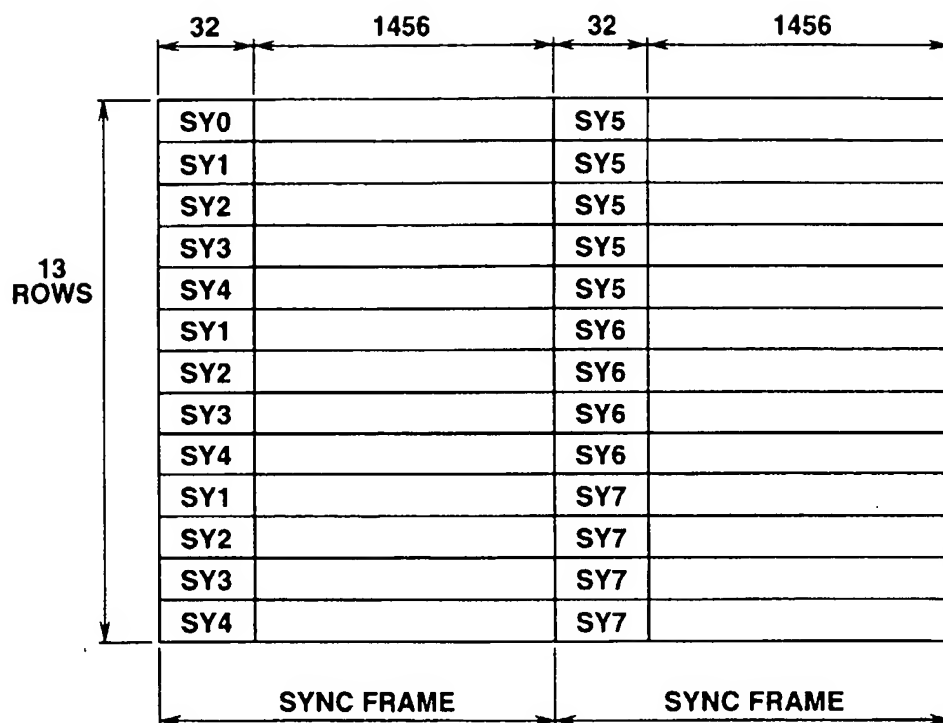 32 1456 32 1456
SY0 SY5
SY1 SY5
SY2 SY5
SY3 SY5
13
ROWS
SY4 SY5
SY1 SY6
SY2 SY6
SY3 SY6
SY4 SY6
SY1 SY7
SY2 SY7
SY3 SY7
SY4 SY7
SYNC FRAME SYNC FRAME